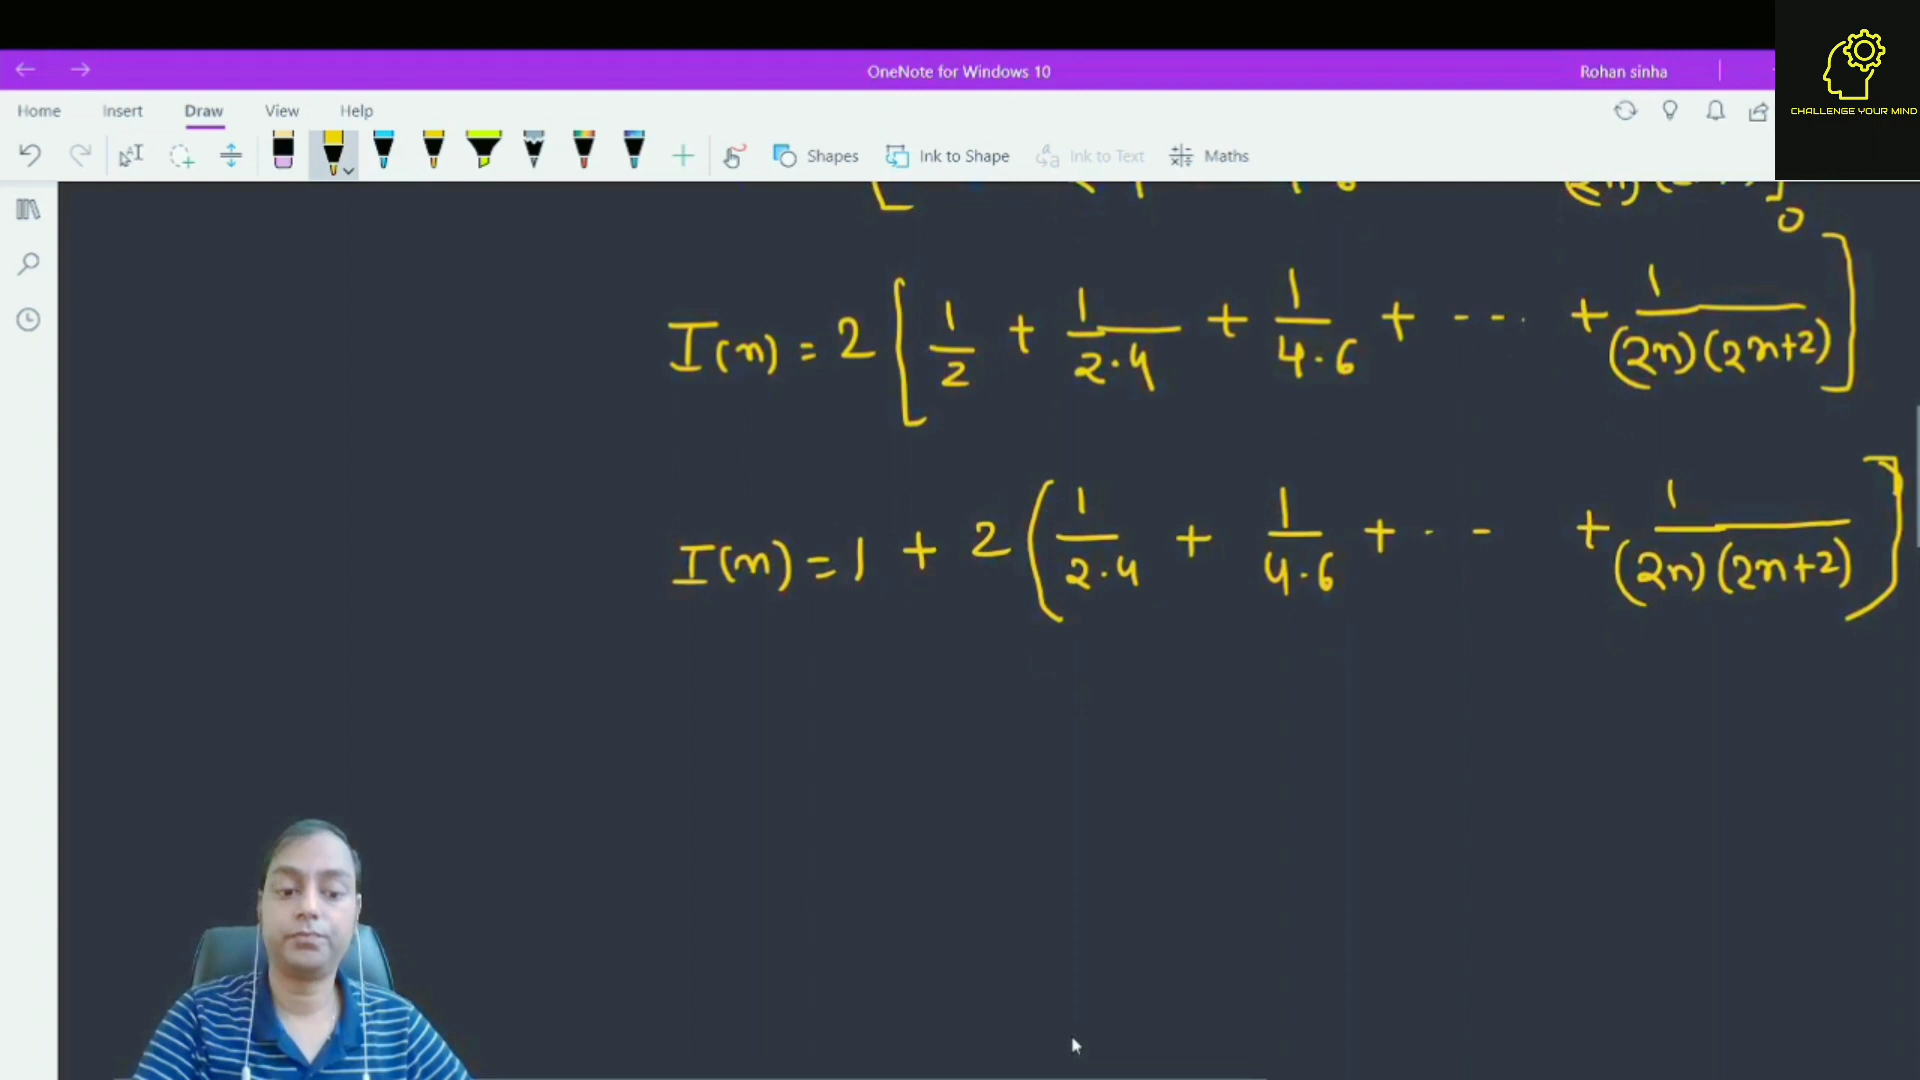 OneNote for Windows 10
Rohan sinha
CHALLENGE YOUR MIND
Home Insert Draw View Help
Shapes Ink to Shape Ink to Text Maths
0
I(n) = 2 [ 1/2 + 1/2·4 + 1/4·6 + --- + 1/(2n)(2n+2) ]
I(n) = 1 + 2 ( 1/2·4 + 1/4·6 + -- + 1/(2n)(2n+2) )